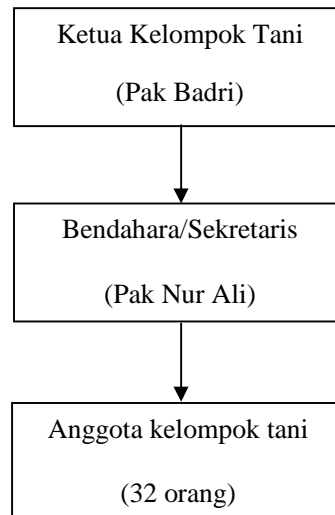 Ketua Kelompok Tani
(Pak Badri)
Bendahara/Sekretaris
(Pak Nur Ali)
Anggota kelompok tani
(32 orang)